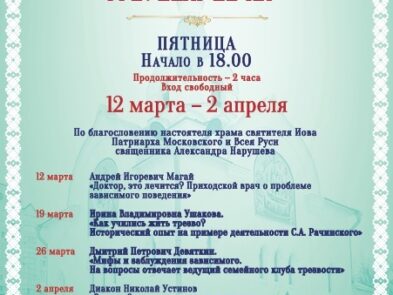 ПЯТНИЦА
Начало в 18.00
Продолжительность – 2 часа
Вход свободный
12 марта – 2 апреля
По благословению настоятеля храма святителя Иова
Патриарха Московского и Всея Руси
священника Александра Нарушева
12 марта Андрей Игоревич Магай
«Доктор, это лечится? Приходской врач о проблеме
зависимого поведения»
19 марта Ирина Владимировна Ушакова.
«Как учились жить трезво?
Исторический опыт на примере деятельности С.А. Рачинского»
26 марта Дмитрий Петрович Девяткин.
«Мифы и заблуждения зависимого.
На вопросы отвечает ведущий семейного клуба трезвости»
2 апреля Диакон Николай Устинов